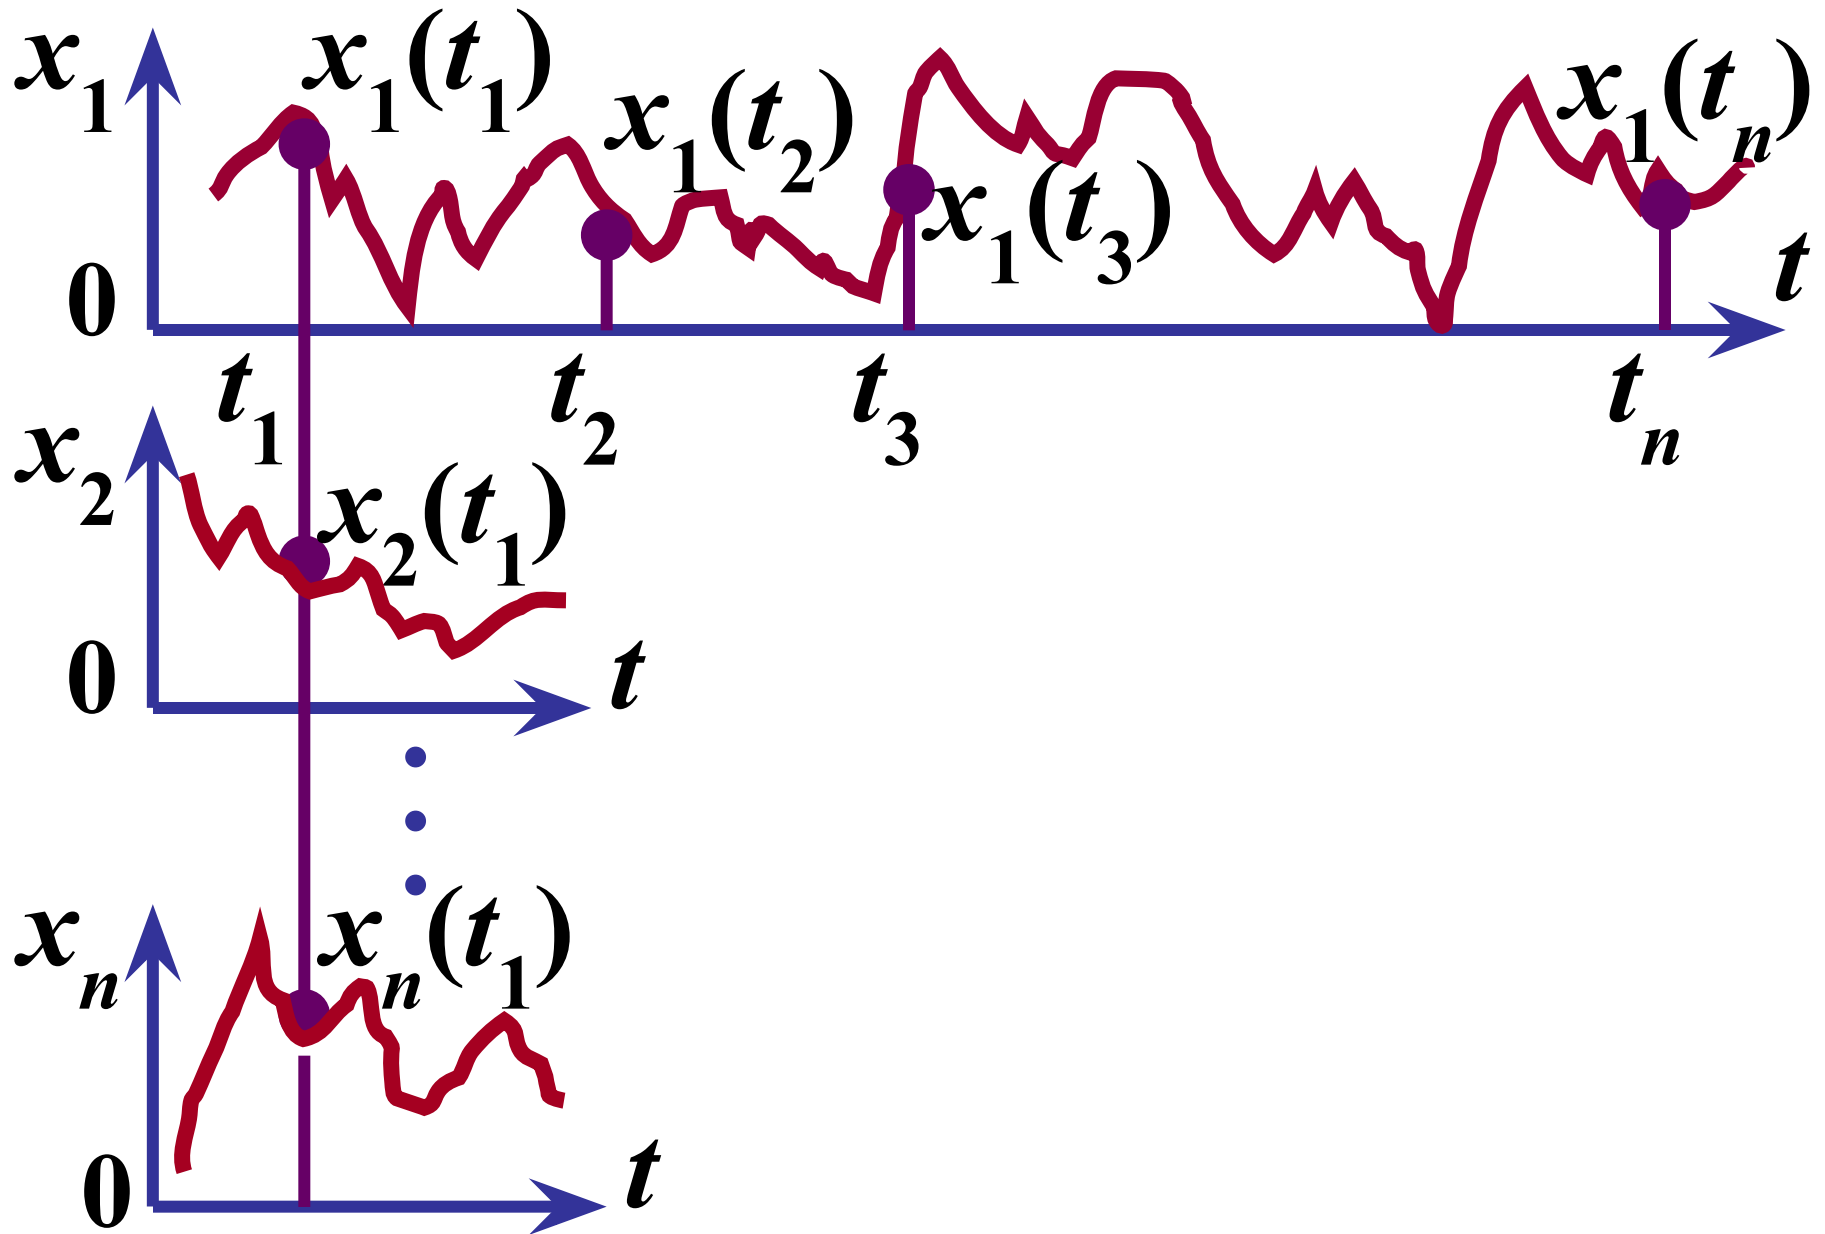 x₁ x₁(t₁) x₁(t₂) x₁(t₃) x₁(tₙ)
0 t
t₁ t₂ t₃ tₙ
x₂ x₂(t₁)
0 t
xₙ xₙ(t₁)
0 t